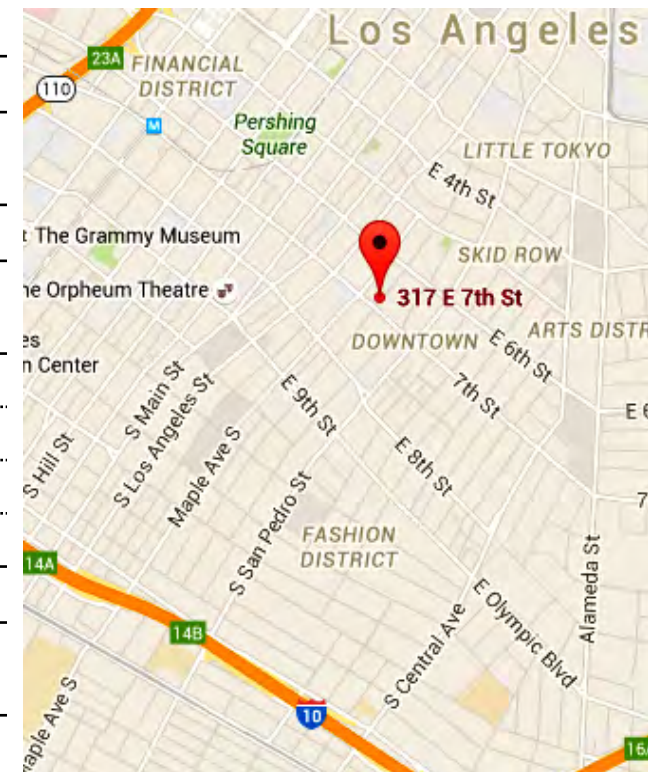 Los Angeles
23A
FINANCIAL
DISTRICT
110
M
Pershing
Square
LITTLE TOKYO
E 4th St
The Grammy Museum
SKID ROW
Orpheum Theatre
317 E 7th St
ARTS DISTR
DOWNTOWN
E 6th St
n Center
S Main St
S Los Angeles St
E 9th St
7th St
E 6
S Hill St
Maple Ave S
E 8th St
S San Pedro St
7
FASHION
DISTRICT
14A
Alameda St
E Olympic Blvd
14B
S Central Ave
Maple Ave S
10
16A